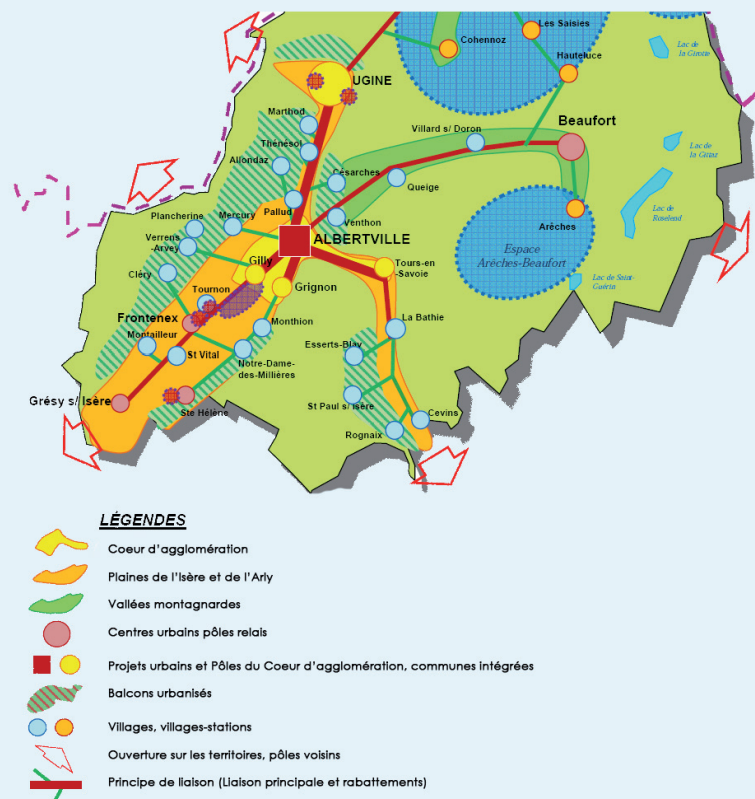 Les Saisies
Cohennoz
Hauteluce
Lac de
la Girotte
UGINE
Marthod
Thénésol
Allondaz
Villard s/ Doron
Beaufort
Lac de
la Gittaz
Césarches
Queige
Pallud
Plancherine
Mercury
Venthon
Arêches
Lac de
Roselend
Verrens
-Arvey
ALBERTVILLE
Espace
Arêches-Beaufort
Gilly
Tours-en
-Savoie
Cléry
Tournon
Grignon
Lac de Saint-
Guérin
Frontenex
Monthion
La Bathie
Montailleur
St Vital
Esserts-Blay
Notre-Dame-
des-Millières
Grésy s/ Isère
Ste Hélène
St Paul s/ Isère
Cevins
Rognaix
LÉGENDES
Coeur d'agglomération
Plaines de l'Isère et de l'Arly
Vallées montagnardes
Centres urbains pôles relais
Projets urbains et Pôles du Coeur d'agglomération, communes intégrées
Balcons urbanisés
Villages, villages-stations
Ouverture sur les territoires, pôles voisins
Principe de liaison (Liaison principale et rabattements)